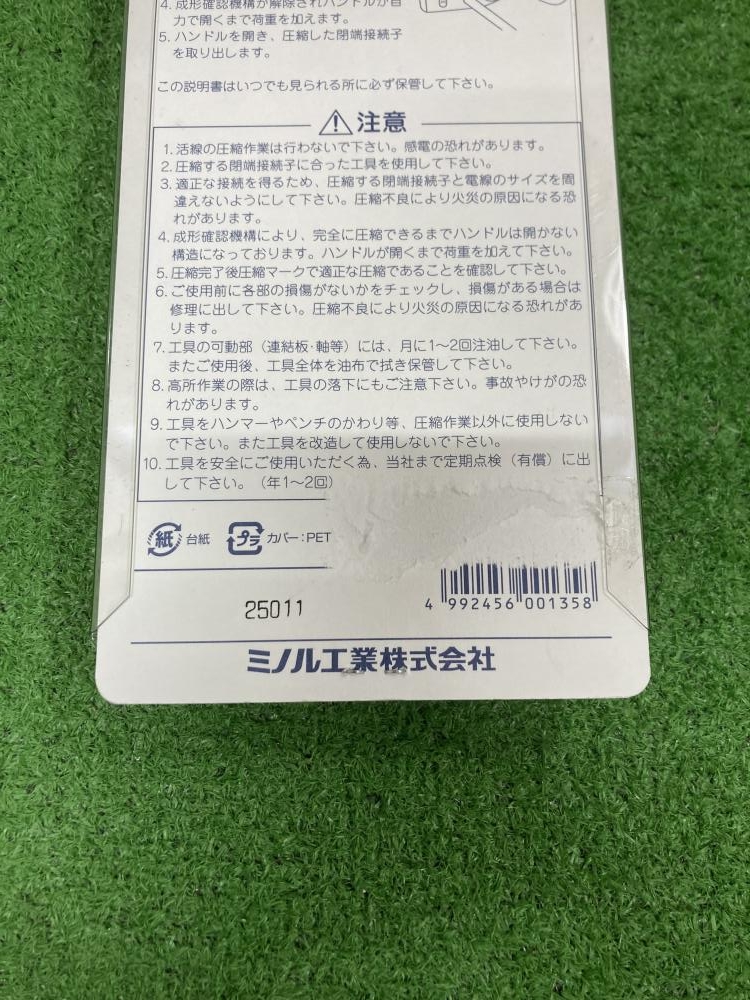 4. 成形確認機構が解除されハンドルが自
力で開くまで荷重を加えます。
5. ハンドルを開き、圧縮した閉端接続子
を取り出します。
この説明書はいつでも見られる所に必ず保管して下さい。
注意
1. 活線の圧縮作業は行わないで下さい。感電の恐れがあります。
2. 圧縮する閉端接続子に合った工具を使用して下さい。
3. 適正な接続を得るため、圧縮する閉端接続子と電線のサイズを間
違えないようにして下さい。圧縮不良により火災の原因になる恐
れがあります。
4. 成形確認機構により、完全に圧縮できるまでハンドルは開かない
構造になっております。ハンドルが開くまで荷重を加えて下さい。
5. 圧縮完了後圧縮マークで適正な圧縮であることを確認して下さい。
6. ご使用前に各部の損傷がないかをチェックし、損傷がある場合は
修理に出して下さい。圧縮不良により火災の原因になる恐れがあ
ります。
7. 工具の可動部（連結板・軸等）には、月に1〜2回注油して下さい。
またご使用後、工具全体を油布で拭き保管して下さい。
8. 高所作業の際は、工具の落下にもご注意下さい。事故やけがの恐
れがあります。
9. 工具をハンマーやペンチのかわり等、圧縮作業以外に使用しない
で下さい。また工具を改造して使用しないで下さい。
10. 工具を安全にご使用いただく為、当社まで定期点検（有償）に出
して下さい。（年1〜2回）
紙 台紙 プラ カバー：PET
25011
4 992456 001358
ミノル工業株式会社